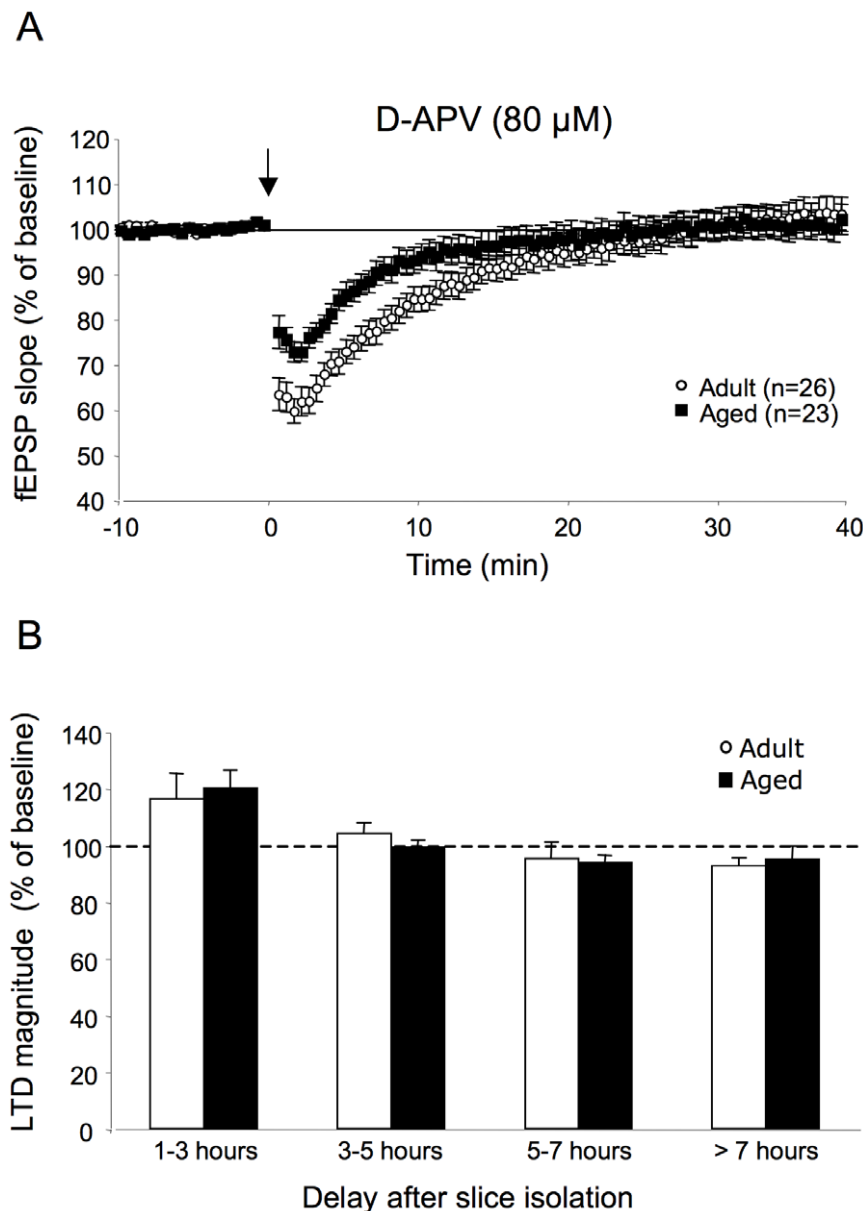 A
D-APV (80 µM)
120
110
100
90
80
70
60
50
40
fEPSP slope (% of baseline)
Adult (n=26)
Aged (n=23)
-10 0 10 20 30 40
Time (min)
B
140
120
100
80
60
40
20
0
LTD magnitude (% of baseline)
Adult
Aged
1-3 hours 3-5 hours 5-7 hours > 7 hours
Delay after slice isolation